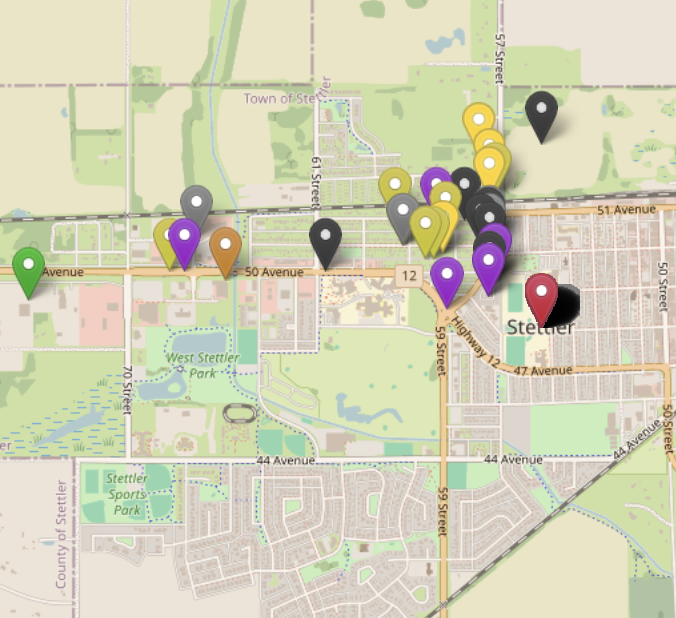 57 Street
Town of Stettler
61 Street
51 Avenue
Avenue
50 Avenue
12
50 Street
Stettler
59 Street
Highway 12
West Stettler
Park
47 Avenue
70 Street
50 Street
44 Avenue
44 Avenue
44 Avenue
Stettler
Sports
Park
County of Stettler
59 Street